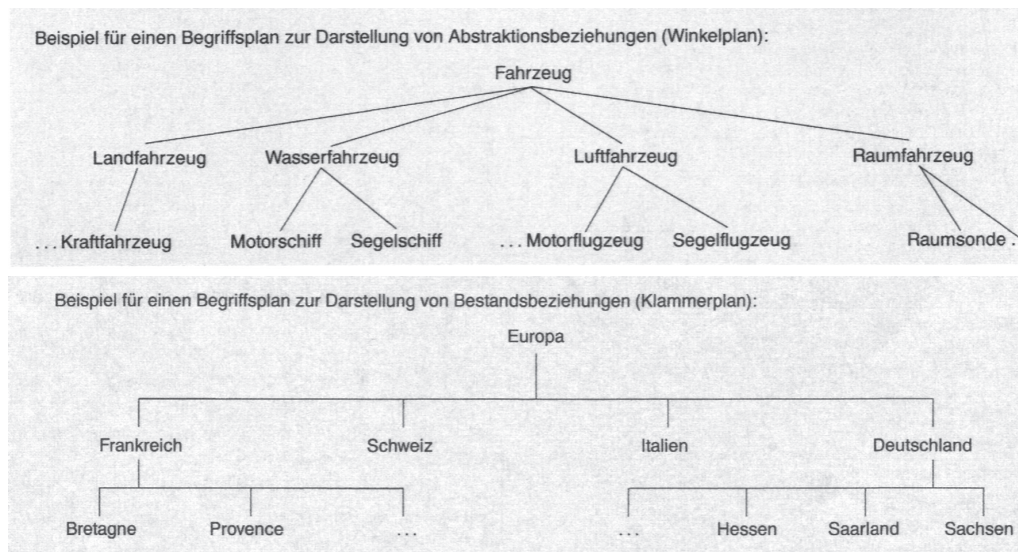 Beispiel für einen Begriffsplan zur Darstellung von Abstraktionsbeziehungen (Winkelplan):
Fahrzeug
Landfahrzeug Wasserfahrzeug Luftfahrzeug Raumfahrzeug
...Kraftfahrzeug Motorschiff Segelschiff ...Motorflugzeug Segelflugzeug Raumsonde .
Beispiel für einen Begriffsplan zur Darstellung von Bestandsbeziehungen (Klammerplan):
Europa
Frankreich Schweiz Italien Deutschland
Bretagne Provence ... ... Hessen Saarland Sachsen